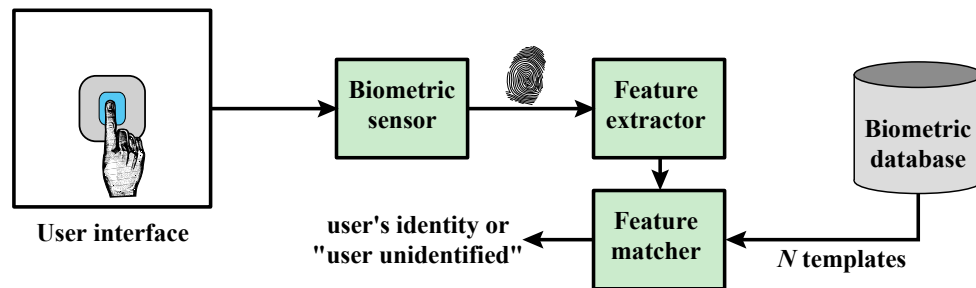 Biometric
sensor
Feature
extractor
Biometric
database
User interface
user's identity or
"user unidentified"
Feature
matcher
N templates